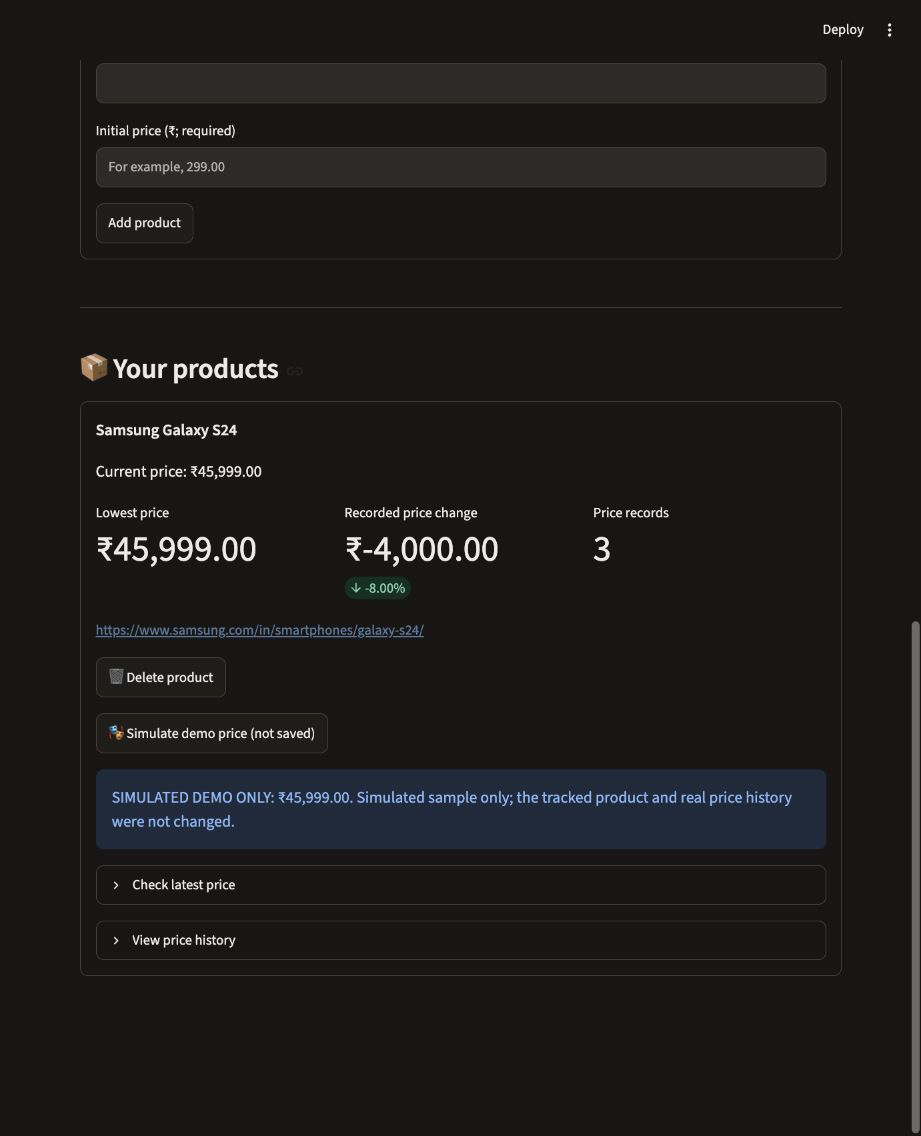 Deploy
Initial price (₹; required)
For example, 299.00
Add product
Your products
Samsung Galaxy S24
Current price: ₹45,999.00
Lowest price
Recorded price change
Price records
₹45,999.00
₹-4,000.00
3
↓ -8.00%
https://www.samsung.com/in/smartphones/galaxy-s24/
Delete product
Simulate demo price (not saved)
SIMULATED DEMO ONLY: ₹45,999.00. Simulated sample only; the tracked product and real price history
were not changed.
Check latest price
View price history